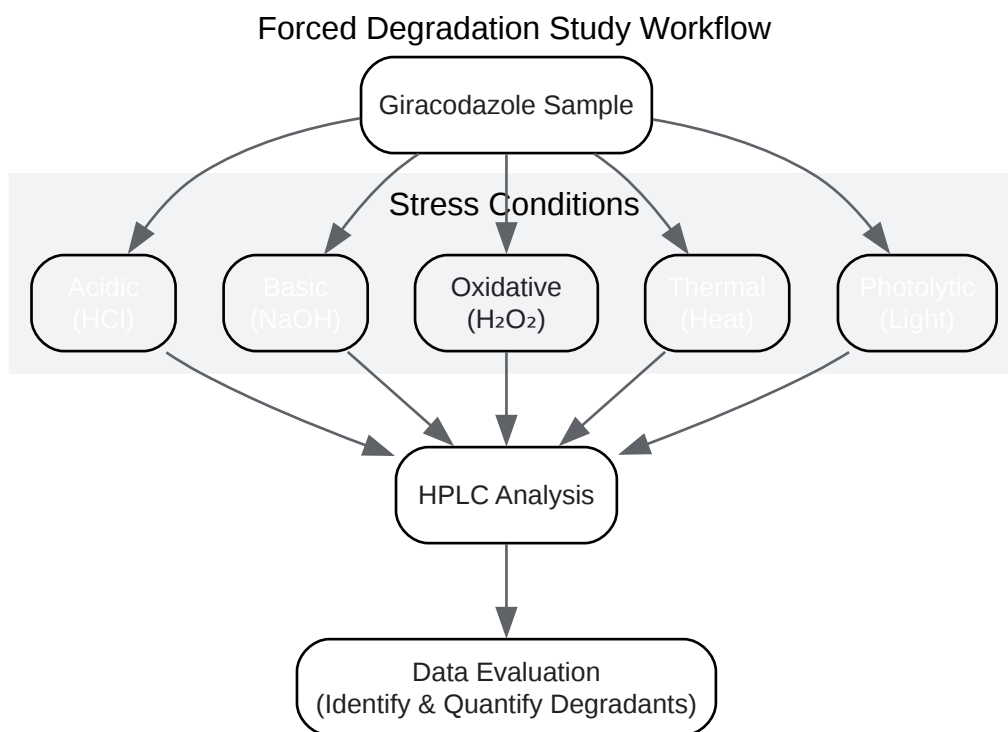 Forced Degradation Study Workflow
Giracodazole Sample
Stress Conditions
Acidic
(HCl)
Basic
(NaOH)
Oxidative
(H₂O₂)
Thermal
(Heat)
Photolytic
(Light)
HPLC Analysis
Data Evaluation
(Identify & Quantify Degradants)